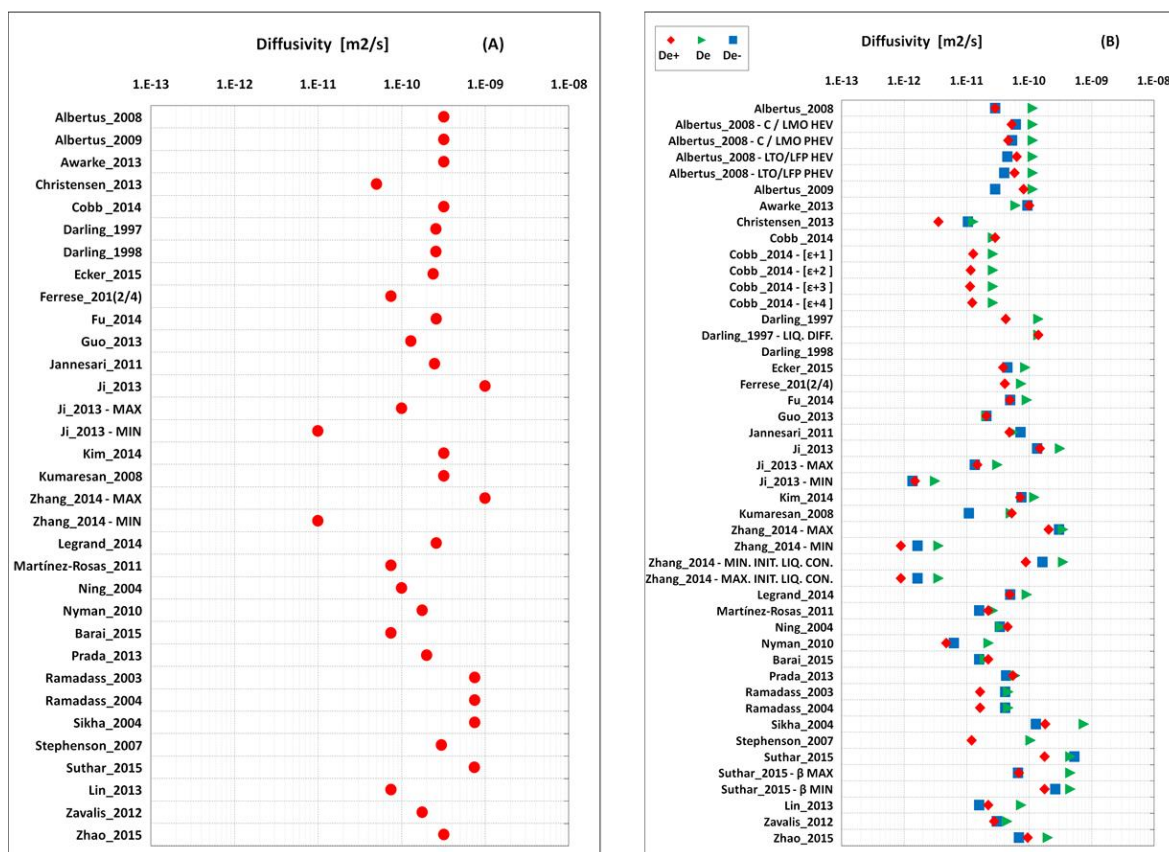 Diffusivity [m2/s] (A)
1.E-13 1.E-12 1.E-11 1.E-10 1.E-09 1.E-08
Albertus_2008
Albertus_2009
Awarke_2013
Christensen_2013
Cobb _2014
Darling_1997
Darling_1998
Ecker_2015
Ferrese_201(2/4)
Fu_2014
Guo_2013
Jannesari_2011
Ji_2013
Ji_2013 - MAX
Ji_2013 - MIN
Kim_2014
Kumaresan_2008
Zhang_2014 - MAX
Zhang_2014 - MIN
Legrand_2014
Martínez-Rosas_2011
Ning_2004
Nyman_2010
Barai_2015
Prada_2013
Ramadass_2003
Ramadass_2004
Sikha_2004
Stephenson_2007
Suthar_2015
Lin_2013
Zavalis_2012
Zhao_2015
De+ De De-
Diffusivity [m2/s] (B)
1.E-13 1.E-12 1.E-11 1.E-10 1.E-09 1.E-08
Albertus_2008
Albertus_2008 - C / LMO HEV
Albertus_2008 - C / LMO PHEV
Albertus_2008 - LTO/LFP HEV
Albertus_2008 - LTO/LFP PHEV
Albertus_2009
Awarke_2013
Christensen_2013
Cobb _2014
Cobb _2014 - [ε+1 ]
Cobb _2014 - [ε+2 ]
Cobb _2014 - [ε+3 ]
Cobb _2014 - [ε+4 ]
Darling_1997
Darling_1997 - LIQ. DIFF.
Darling_1998
Ecker_2015
Ferrese_201(2/4)
Fu_2014
Guo_2013
Jannesari_2011
Ji_2013
Ji_2013 - MAX
Ji_2013 - MIN
Kim_2014
Kumaresan_2008
Zhang_2014 - MAX
Zhang_2014 - MIN
Zhang_2014 - MIN. INIT. LIQ. CON.
Zhang_2014 - MAX. INIT. LIQ. CON.
Legrand_2014
Martínez-Rosas_2011
Ning_2004
Nyman_2010
Barai_2015
Prada_2013
Ramadass_2003
Ramadass_2004
Sikha_2004
Stephenson_2007
Suthar_2015
Suthar_2015 - β MAX
Suthar_2015 - β MIN
Lin_2013
Zavalis_2012
Zhao_2015